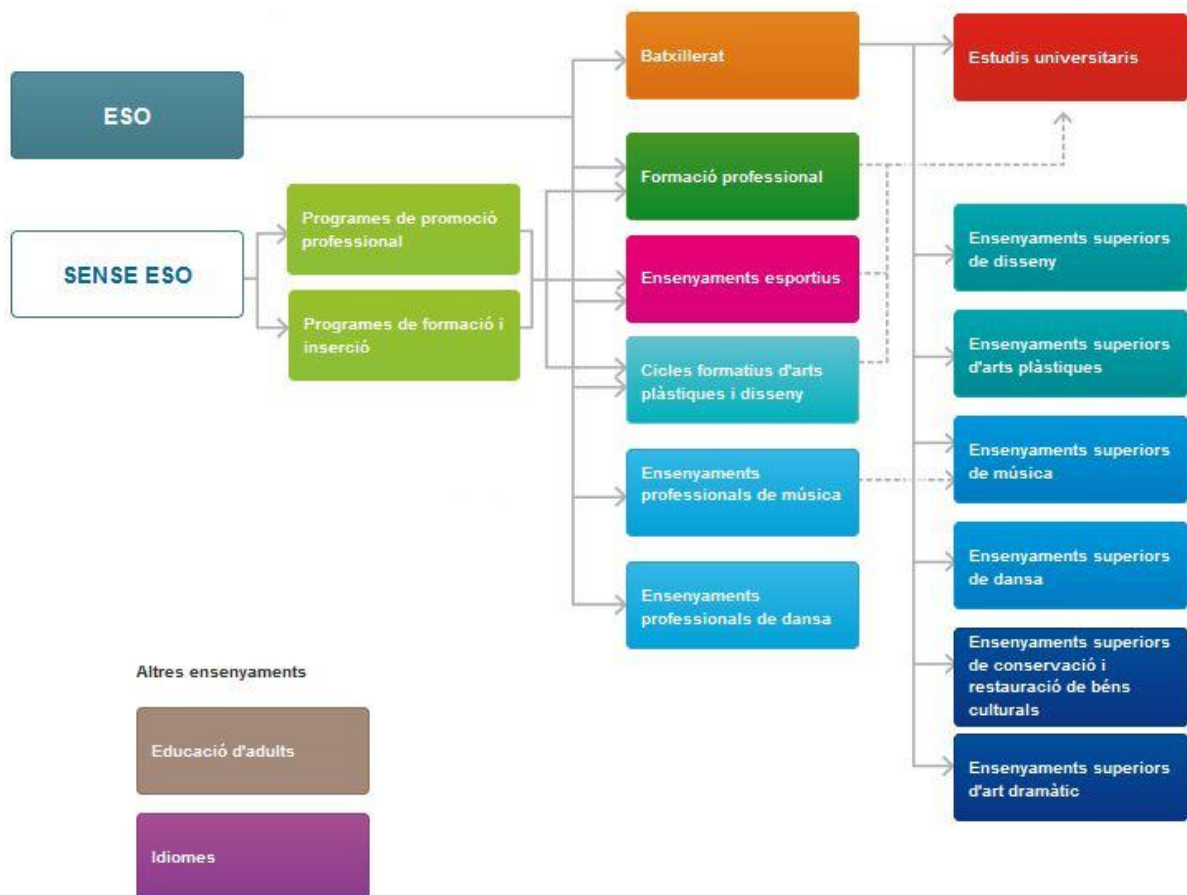 ESO
SENSE ESO
Programes de promoció
professional
Programes de formació i
inserció
Batxillerat
Formació professional
Ensenyaments esportius
Cicles formatius d'arts
plàstiques i disseny
Ensenyaments
professionals de música
Ensenyaments
professionals de dansa
Estudis universitaris
Ensenyaments superiors
de disseny
Ensenyaments superiors
d'arts plàstiques
Ensenyaments superiors
de música
Ensenyaments superiors
de dansa
Ensenyaments superiors
de conservació i
restauració de béns
culturals
Ensenyaments superiors
d'art dramàtic
Altres ensenyaments
Educació d'adults
Idiomes